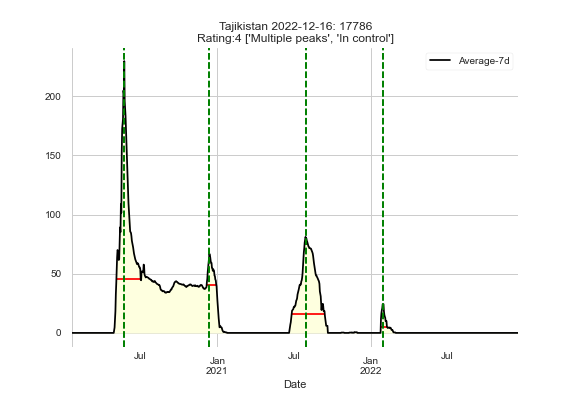 Tajikistan 2022-12-16: 17786
Rating:4 ['Multiple peaks', 'In control']
Average-7d
200
150
100
50
0
Jul
Jan
2021
Jul
Jan
2022
Jul
Date